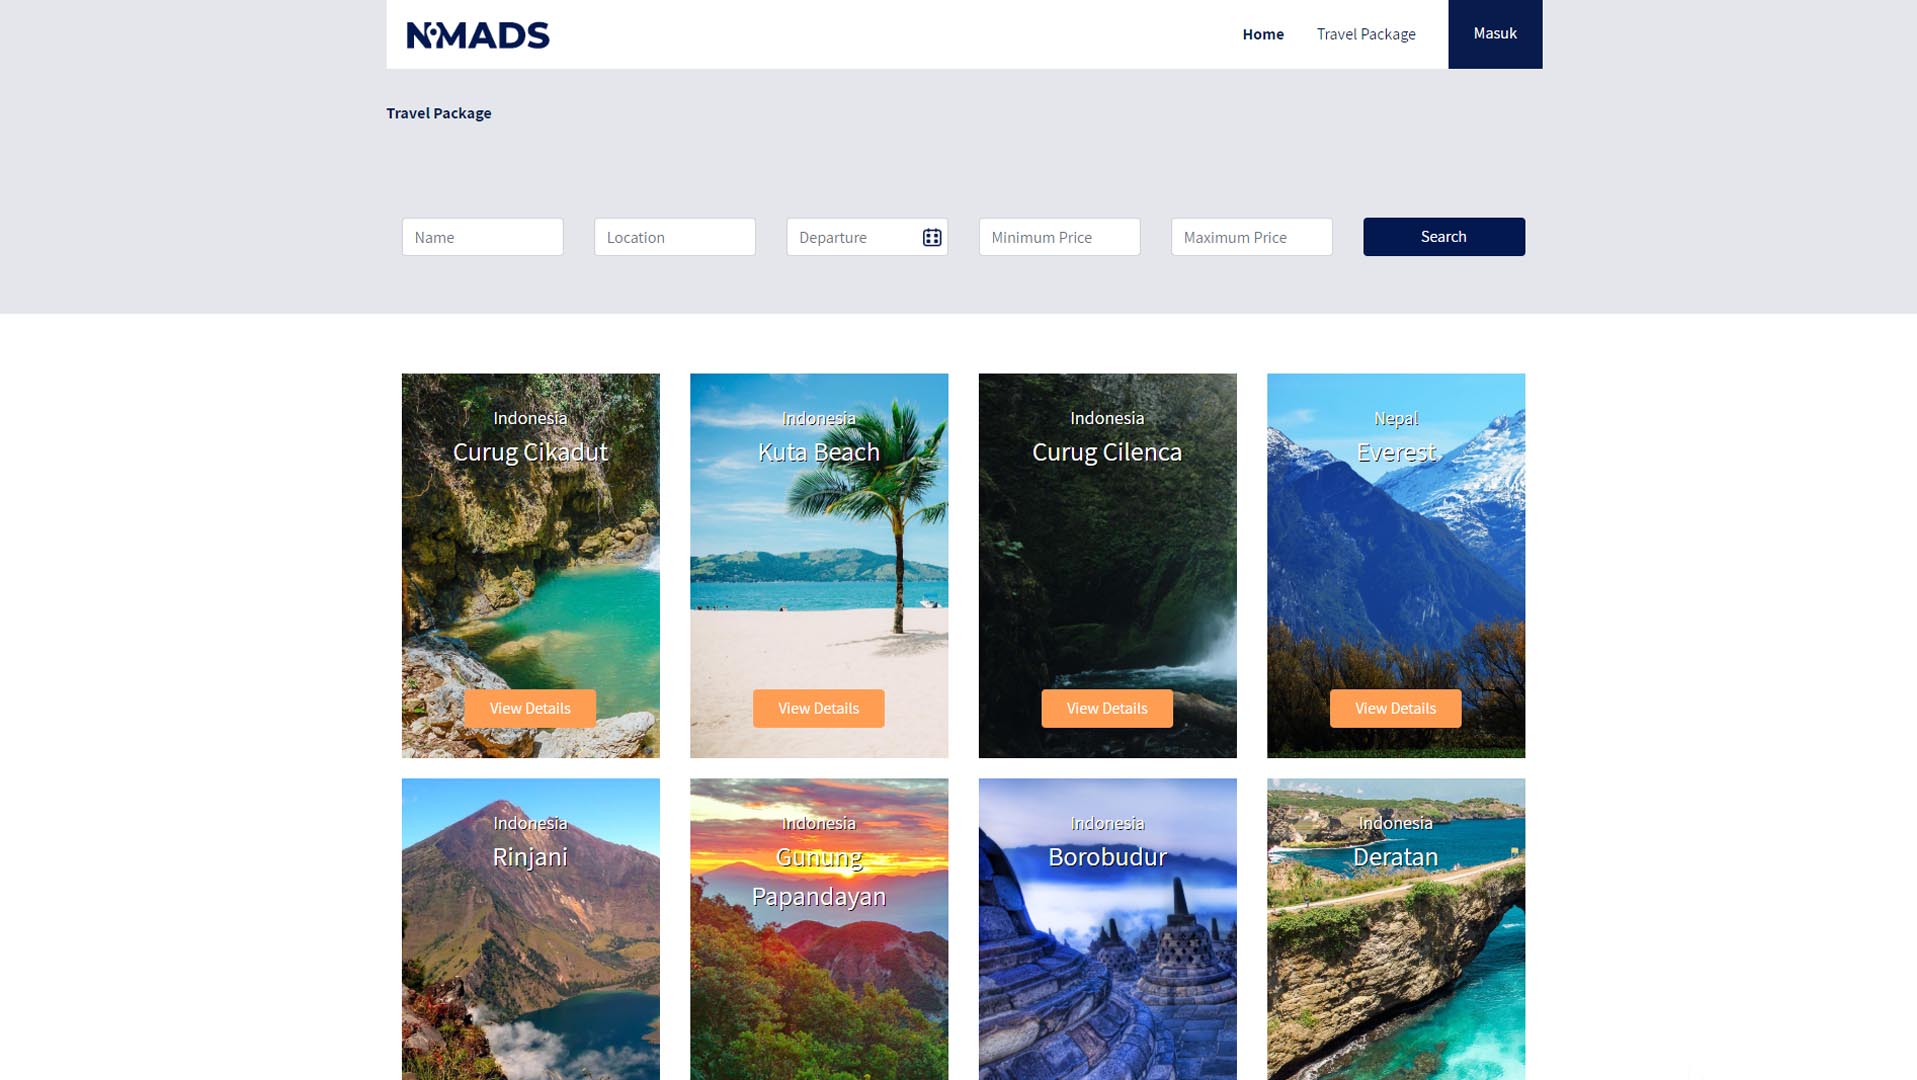 NOMADS
Home
Travel Package
Masuk
Travel Package
Name
Location
Departure
Minimum Price
Maximum Price
Search
Indonesia
Curug Cikadut
View Details
Indonesia
Kuta Beach
View Details
Indonesia
Curug Cilenca
View Details
Nepal
Everest
View Details
Indonesia
Rinjani
Indonesia
Gunung
Papandayan
Indonesia
Borobudur
Indonesia
Deratan